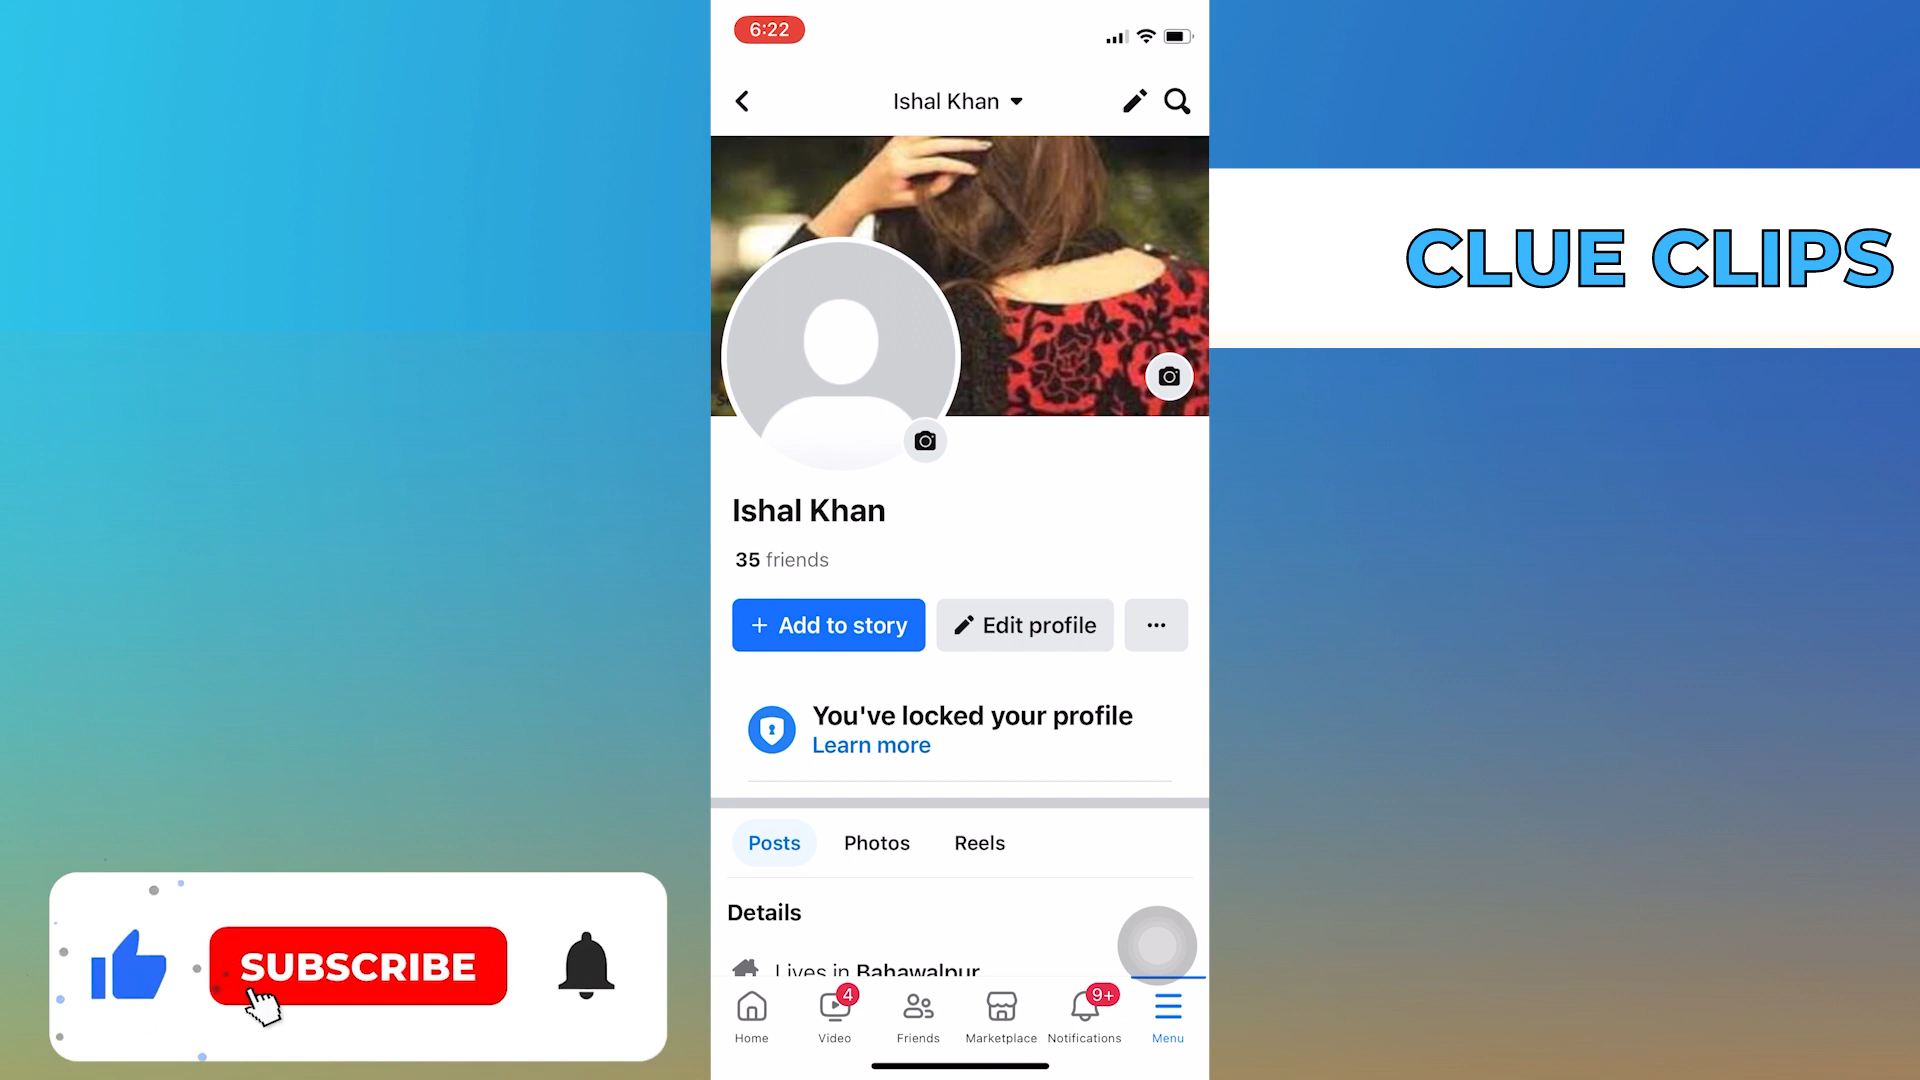 6:22
Ishal Khan
CLUE CLIPS
Ishal Khan
35 friends
+ Add to story
Edit profile
You've locked your profile
Learn more
Posts
Photos
Reels
Details
Lives in Bahawalpur
SUBSCRIBE
4
9+
Home
Video
Friends
Marketplace
Notifications
Menu